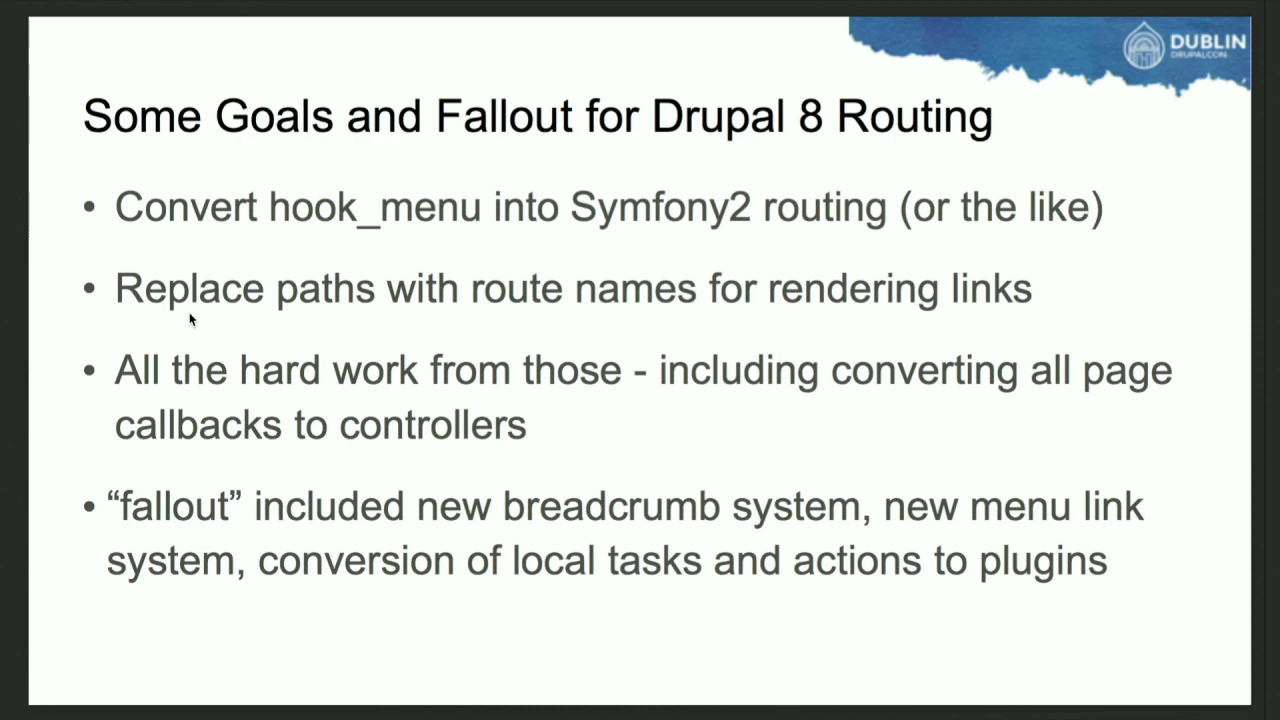 DUBLIN
DRUPALCON
Some Goals and Fallout for Drupal 8 Routing
• Convert hook_menu into Symfony2 routing (or the like)
• Replace paths with route names for rendering links
• All the hard work from those - including converting all page
callbacks to controllers
• “fallout” included new breadcrumb system, new menu link
system, conversion of local tasks and actions to plugins